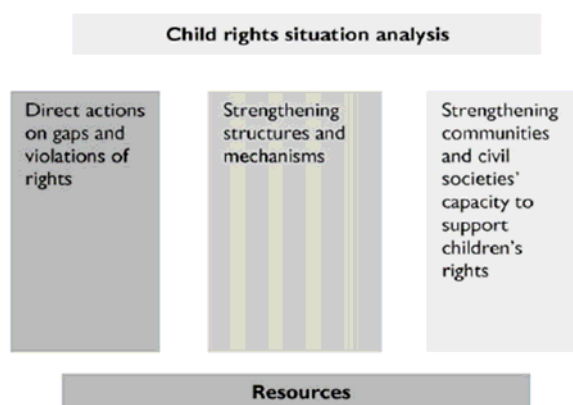 Child rights situation analysis
Direct actions
on gaps and
violations of
rights
Strengthening
structures and
mechanisms
Strengthening
communities
and civil
societies’
capacity to
support
children’s
rights
Resources